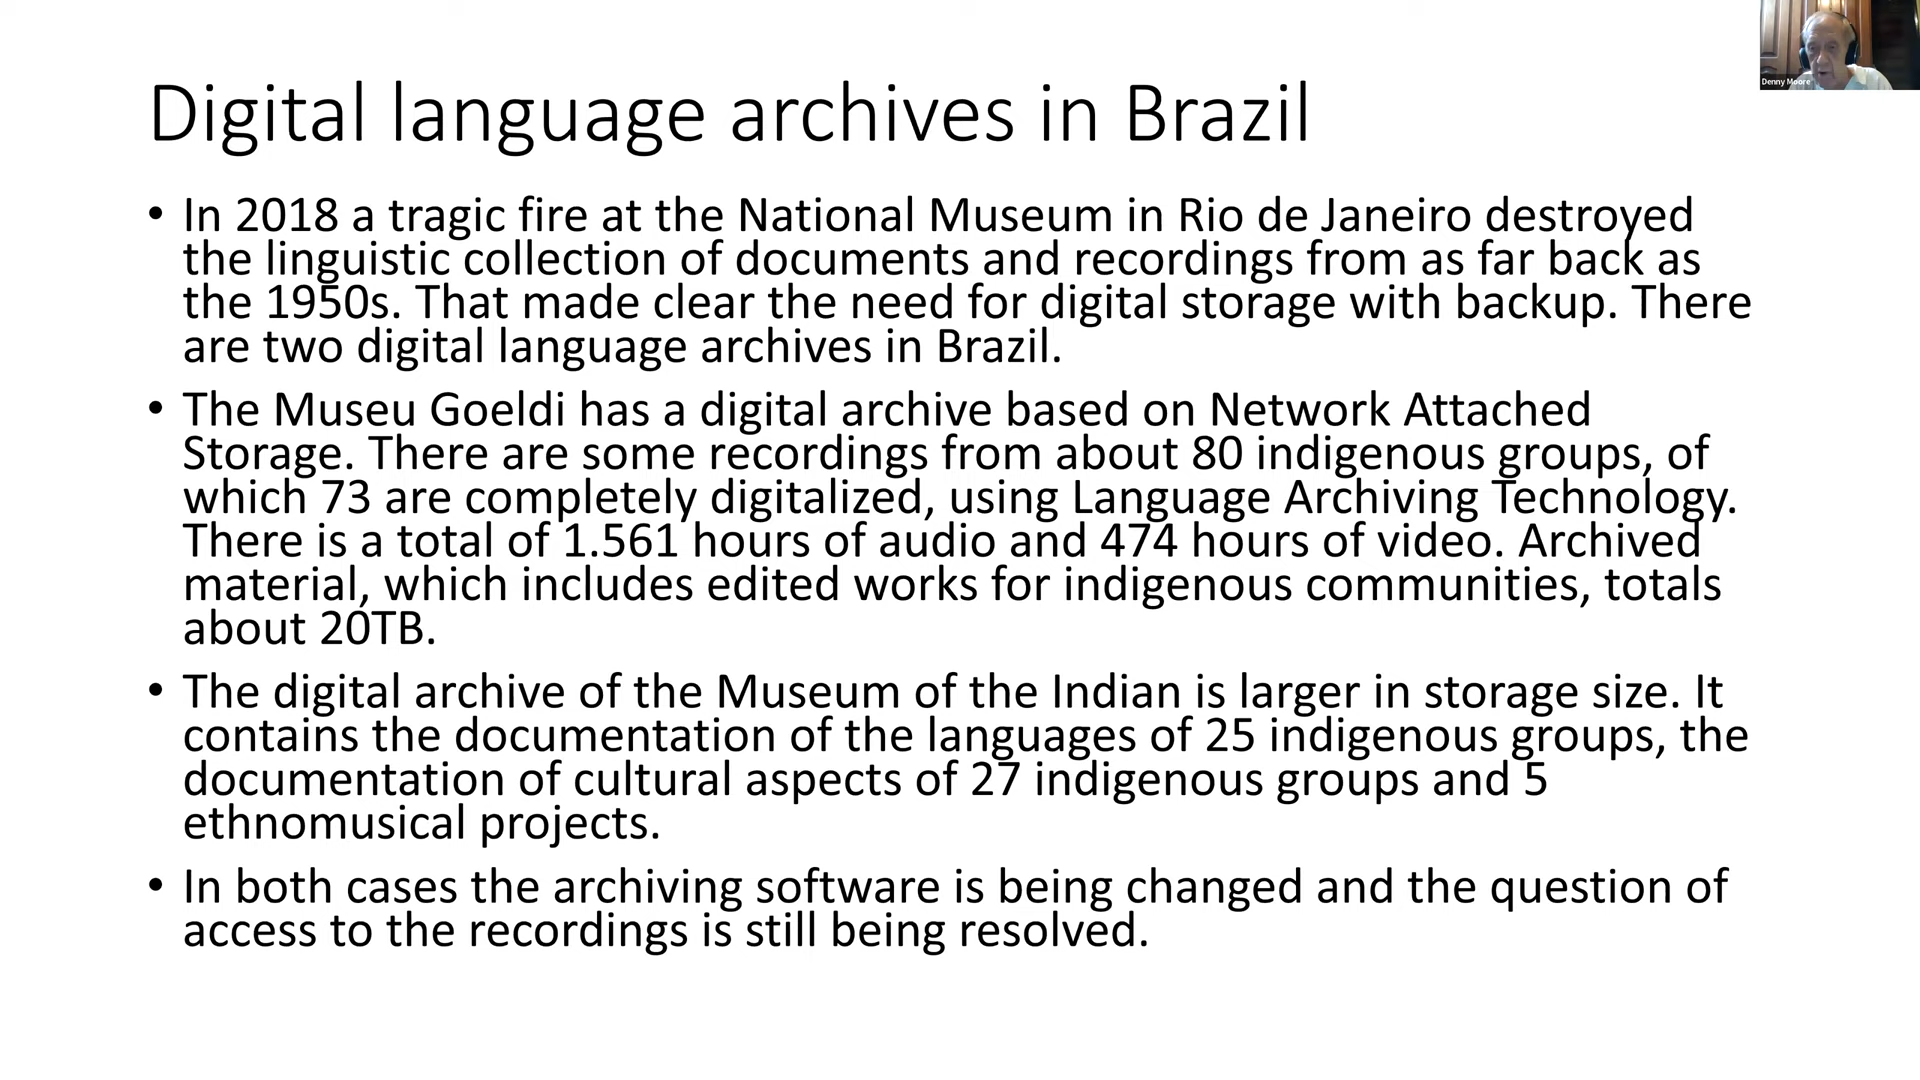 Digital language archives in Brazil
Denny Moore
• In 2018 a tragic fire at the National Museum in Rio de Janeiro destroyed
the linguistic collection of documents and recordings from as far back as
the 1950s. That made clear the need for digital storage with backup. There
are two digital language archives in Brazil.
• The Museu Goeldi has a digital archive based on Network Attached
Storage. There are some recordings from about 80 indigenous groups, of
which 73 are completely digitalized, using Language Archiving Technology.
There is a total of 1.561 hours of audio and 474 hours of video. Archived
material, which includes edited works for indigenous communities, totals
about 20TB.
• The digital archive of the Museum of the Indian is larger in storage size. It
contains the documentation of the languages of 25 indigenous groups, the
documentation of cultural aspects of 27 indigenous groups and 5
ethnomusical projects.
• In both cases the archiving software is being changed and the question of
access to the recordings is still being resolved.